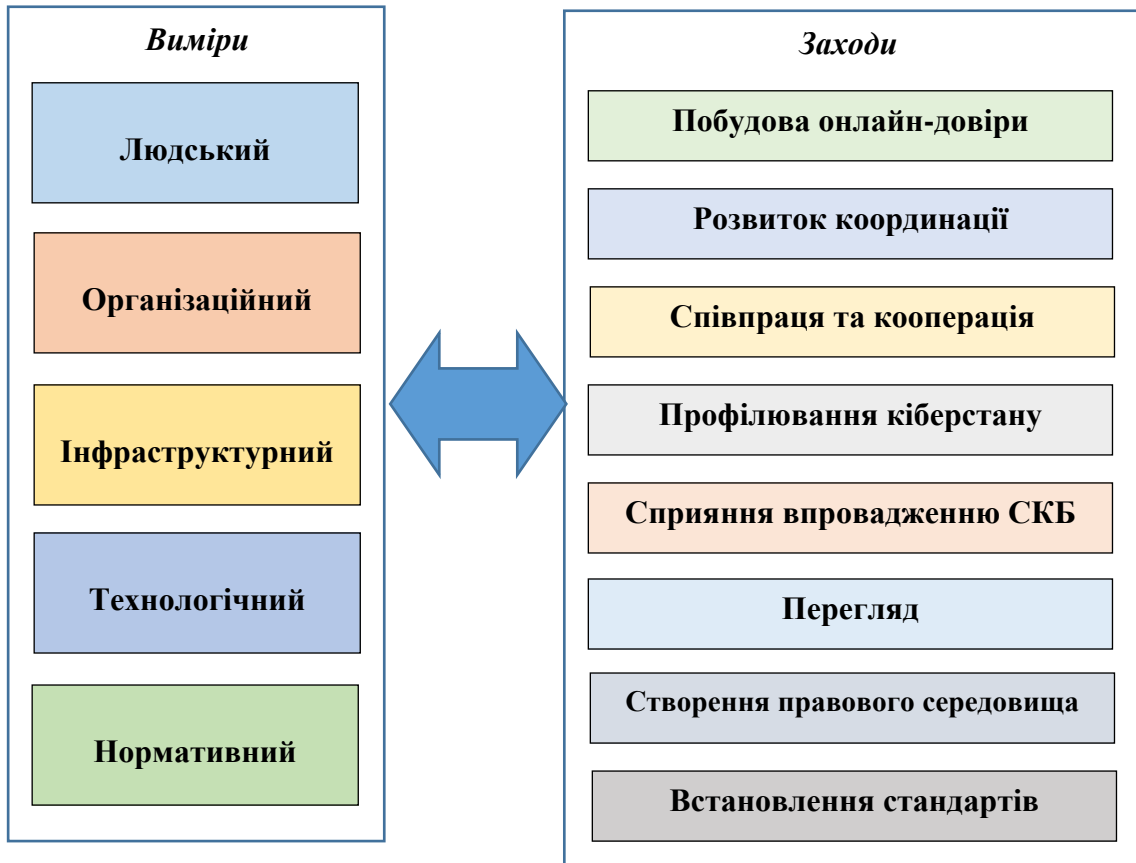 Виміри
Людський
Організаційний
Інфраструктурний
Технологічний
Нормативний
Заходи
Побудова онлайн-довіри
Розвиток координації
Співпраця та кооперація
Профілювання кіберстану
Сприяння впровадженню СКБ
Перегляд
Створення правового середовища
Встановлення стандартів